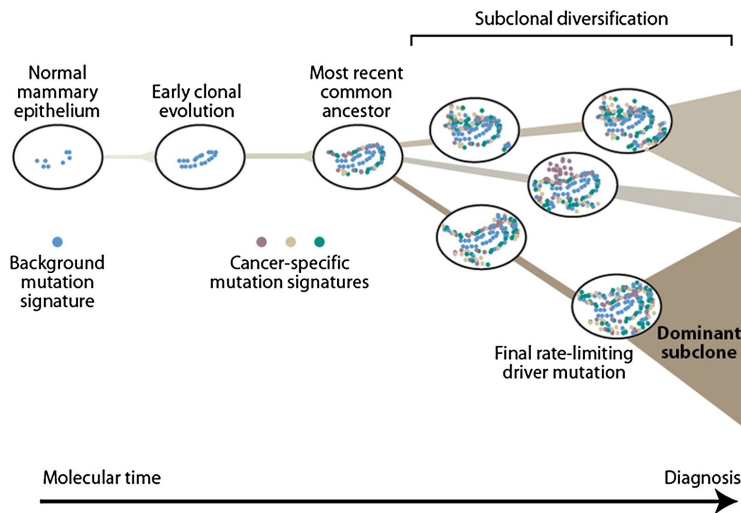 Subclonal diversification
Normal
mammary
epithelium
Early clonal
evolution
Most recent
common
ancestor
Background
mutation
signature
Cancer-specific
mutation signatures
Final rate-limiting
driver mutation
Dominant
subclone
Molecular time
Diagnosis